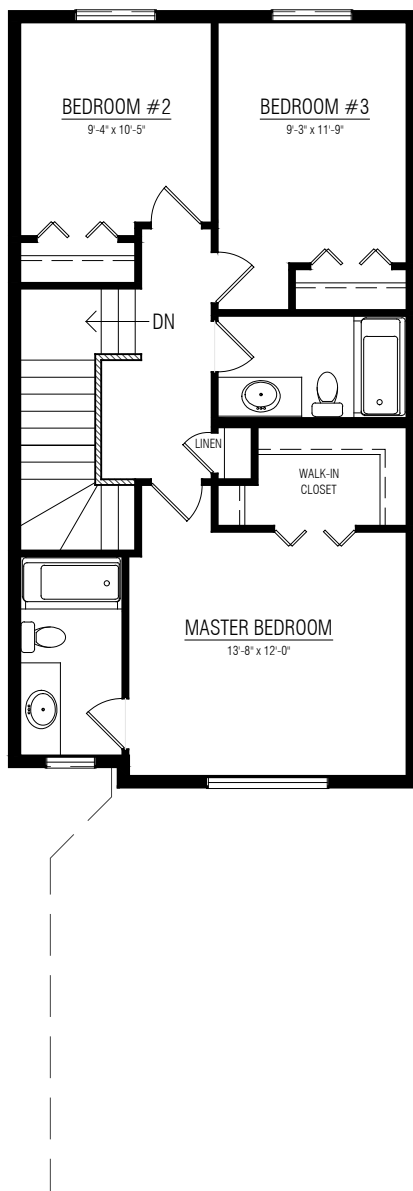 BEDROOM #2
9'-4" x 10'-5"
BEDROOM #3
9'-3" x 11'-9"
DN
LINEN
WALK-IN
CLOSET
MASTER BEDROOM
13'-8" x 12'-0"